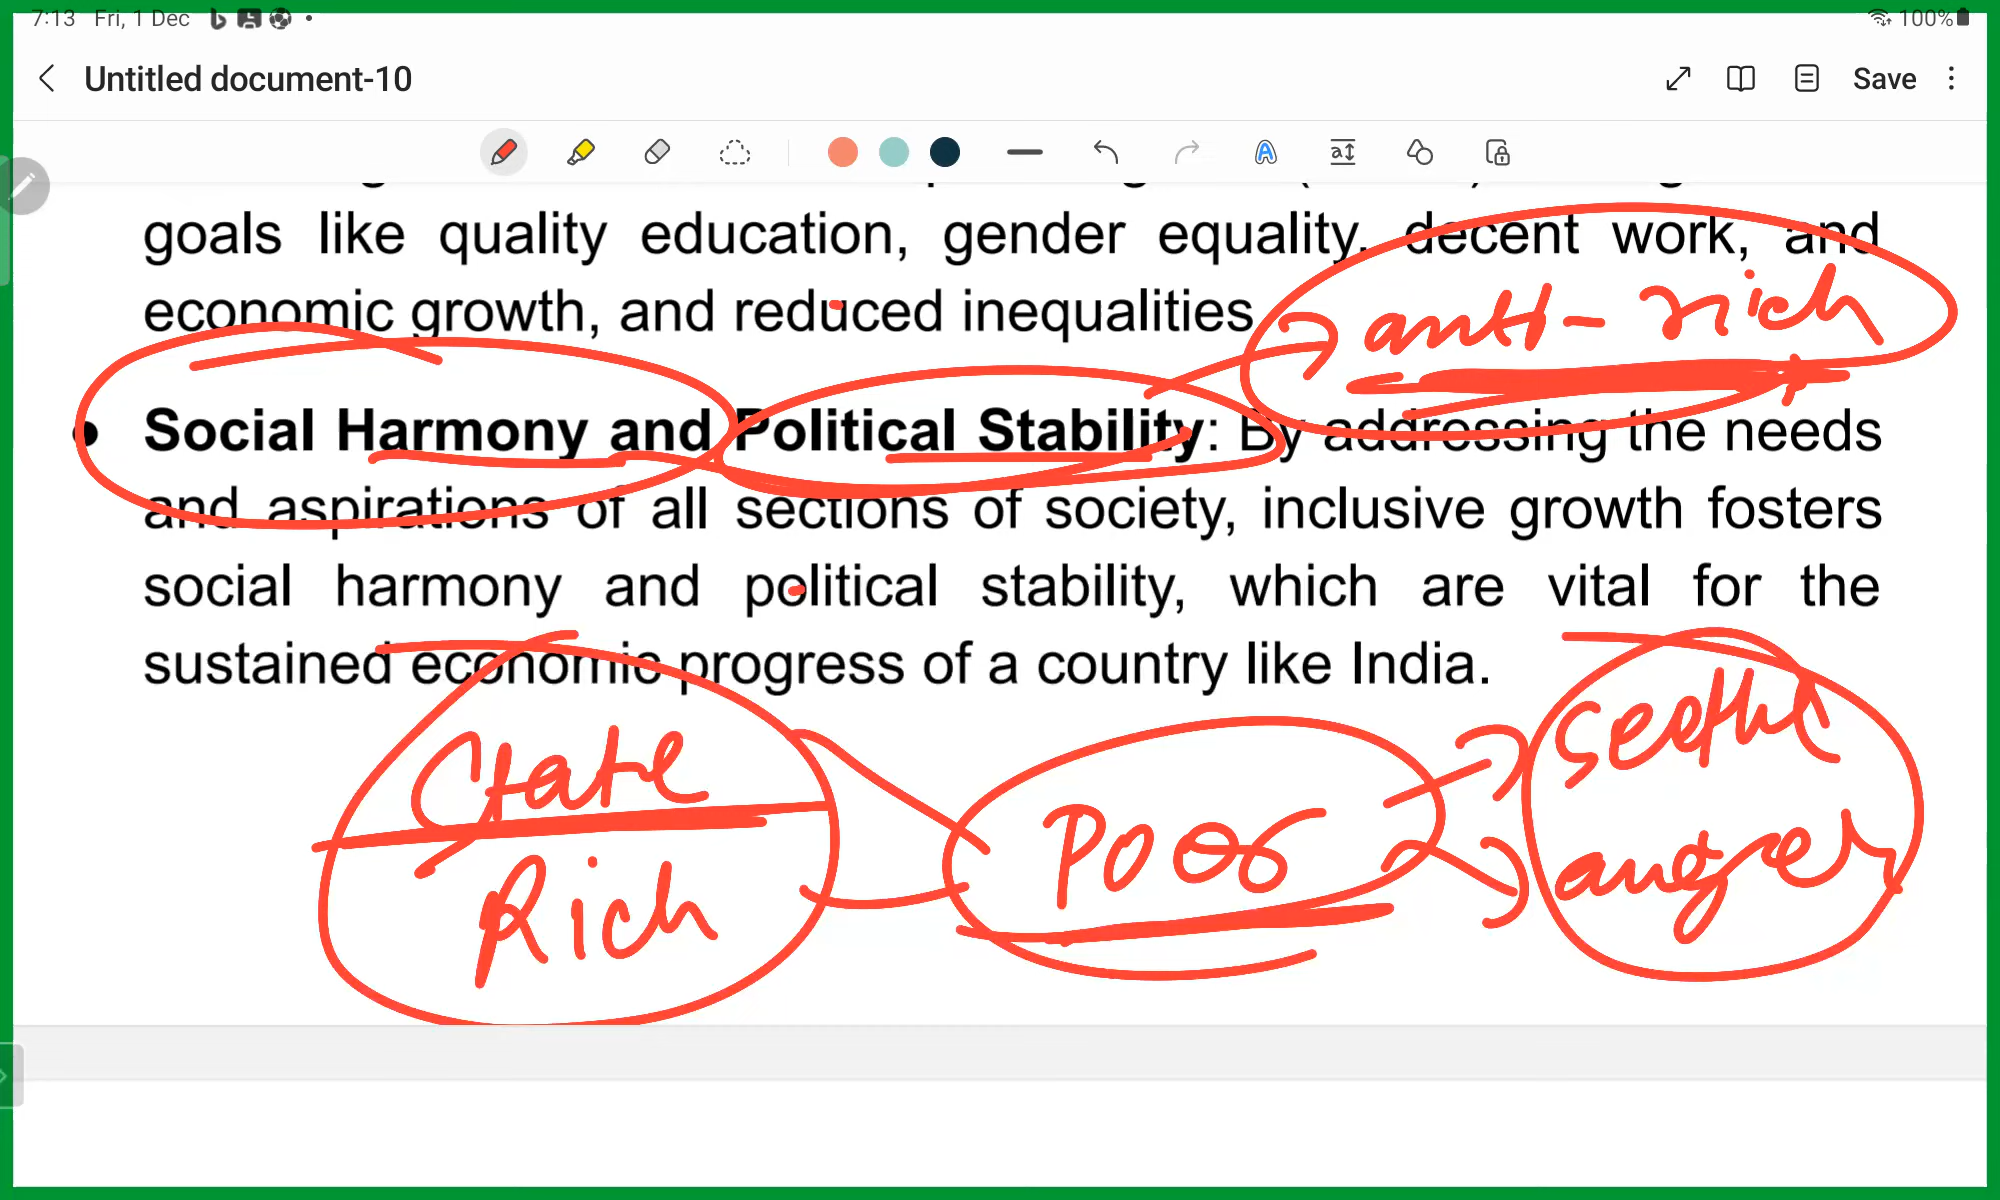 7:13 Fri, 1 Dec
100%
Untitled document-10
Save
goals like quality education, gender equality, decent work, and
economic growth, and reduced inequalities
anti-rich
• Social Harmony and Political Stability: By addressing the needs
and aspirations of all sections of society, inclusive growth fosters
social harmony and political stability, which are vital for the
sustained economic progress of a country like India.
State
Rich
Poor
anger